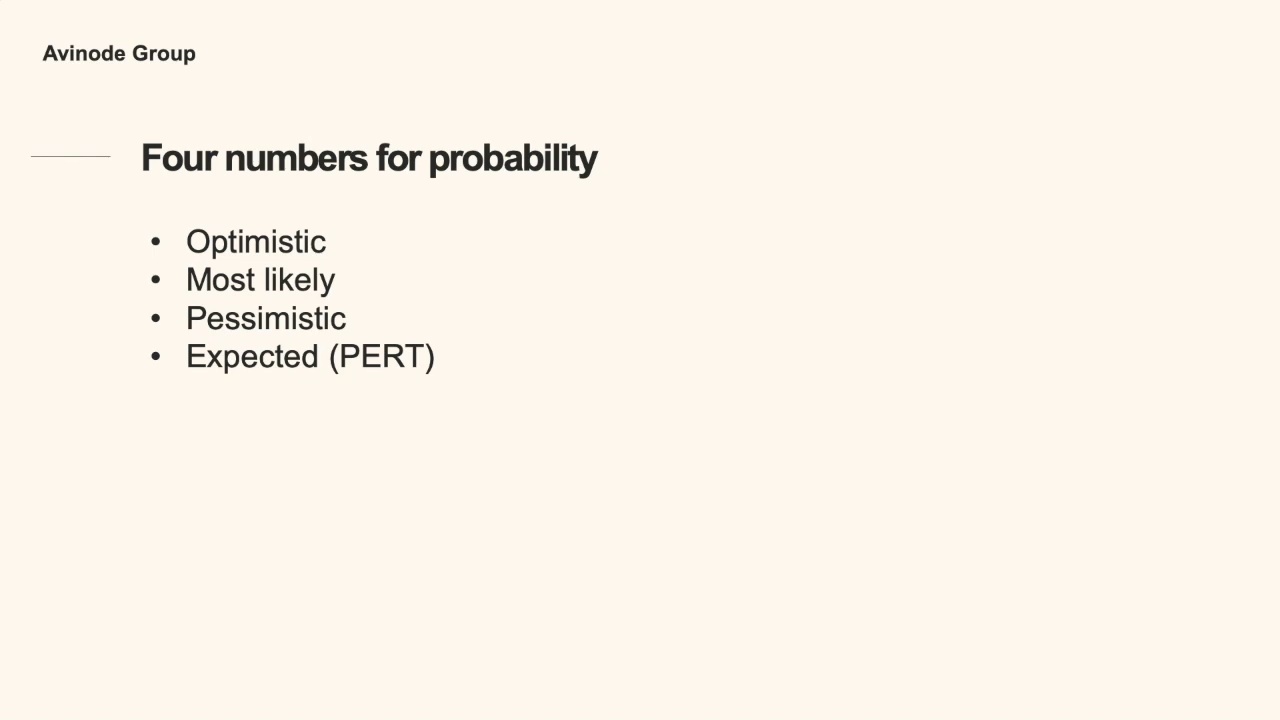 Avinode Group
Four numbers for probability
• Optimistic
• Most likely
• Pessimistic
• Expected (PERT)